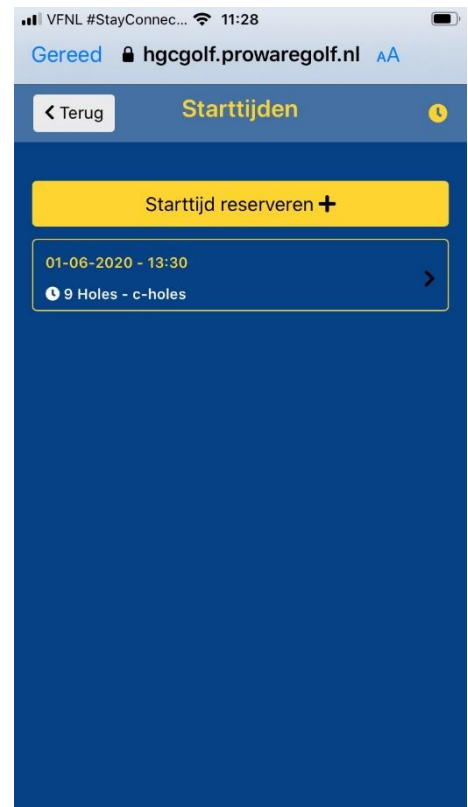 VFNL #StayConnec... 11:28
Gereed hgcgolf.prowaregolf.nl AA
Terug Starttijden
Starttijd reserveren +
01-06-2020 - 13:30
9 Holes - c-holes